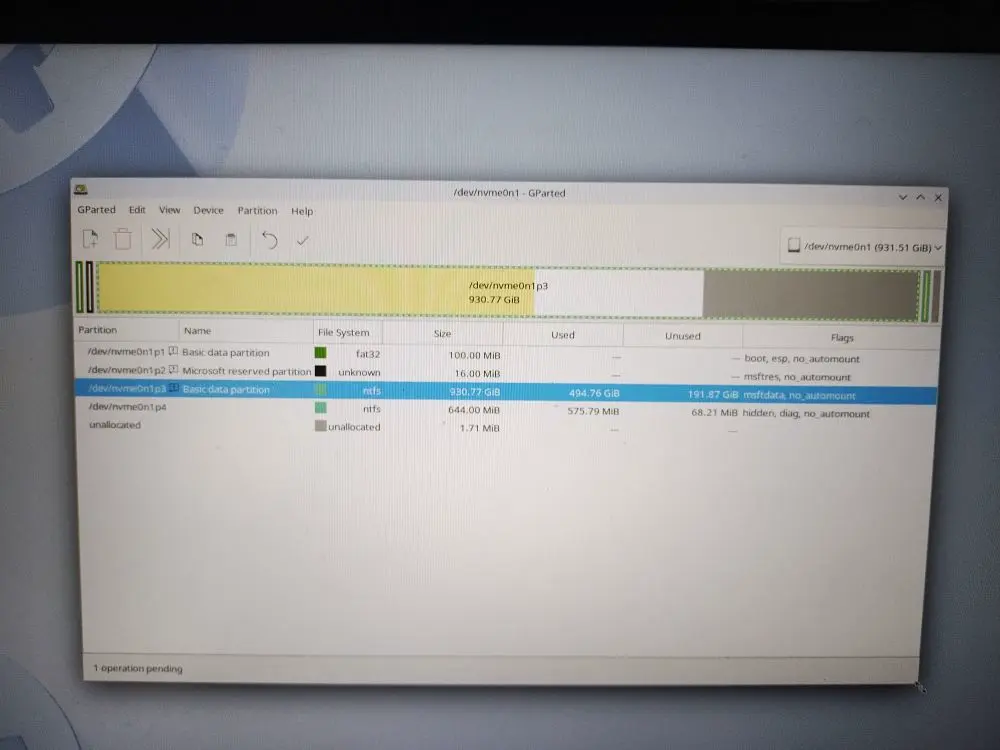 /dev/nvme0n1 - GParted
GParted Edit View Device Partition Help
/dev/nvme0n1 (931.51 GiB)
/dev/nvme0n1p3
930.77 GiB
Partition Name File System Size Used Unused Flags
/dev/nvme0n1p1 Basic data partition fat32 100.00 MiB --- --- boot, esp, no_automount
/dev/nvme0n1p2 Microsoft reserved partition unknown 16.00 MiB --- --- msftres, no_automount
/dev/nvme0n1p3 Basic data partition ntfs 930.77 GiB 494.76 GiB 191.87 GiB msftdata, no_automount
/dev/nvme0n1p4 ntfs 644.00 MiB 575.79 MiB 68.21 MiB hidden, diag, no_automount
unallocated unallocated 1.71 MiB --- ---
1 operation pending